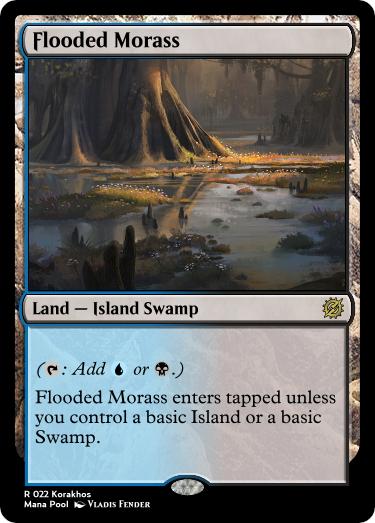 Flooded Morass
Land — Island Swamp
(T: Add or .)
Flooded Morass enters tapped unless
you control a basic Island or a basic
Swamp.
R 022 Korakhos
Mana Pool Vladis Fender